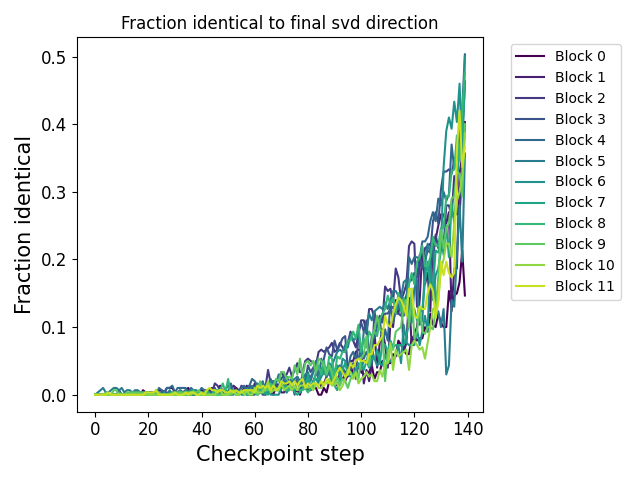 Fraction identical to final svd direction
Fraction identical
0.5
0.4
0.3
0.2
0.1
0.0
0 20 40 60 80 100 120 140
Checkpoint step
Block 0
Block 1
Block 2
Block 3
Block 4
Block 5
Block 6
Block 7
Block 8
Block 9
Block 10
Block 11